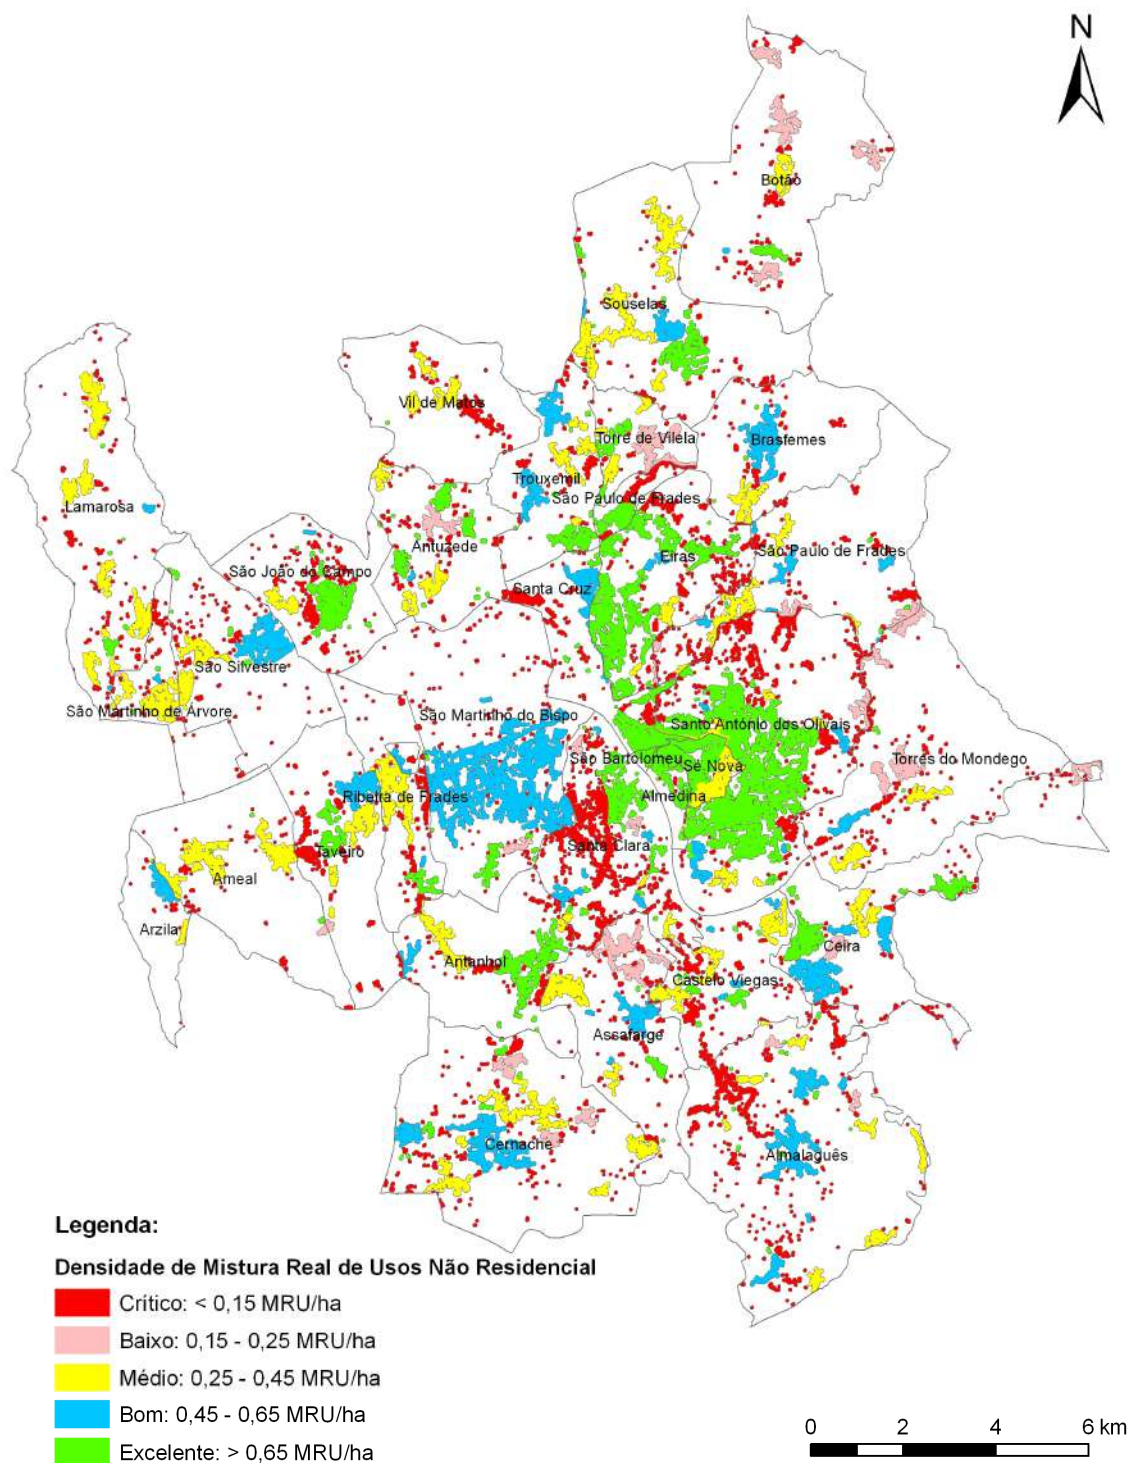 N
Botão
Souselas
Vil de Matos
Torre de Vilela
Brasfemes
Trouxemil
São Paulo de Frades
Lamarosa
Antuzede
Eiras
São Paulo de Frades
São João do Campo
Santa Cruz
São Silvestre
São Martinho de Árvore
São Martinho do Bispo
Santo António dos Olivais
São Bartolomeu
Sé Nova
Torres do Mondego
Ribeira de Frades
Almedina
Taveiro
Santa Clara
Ameal
Arzila
Ceira
Antanhol
Castelo Viegas
Assafarge
Cernache
Almalaguês
Legenda:
Densidade de Mistura Real de Usos Não Residencial
Crítico: < 0,15 MRU/ha
Baixo: 0,15 - 0,25 MRU/ha
Médio: 0,25 - 0,45 MRU/ha
Bom: 0,45 - 0,65 MRU/ha
Excelente: > 0,65 MRU/ha
0 2 4 6 km